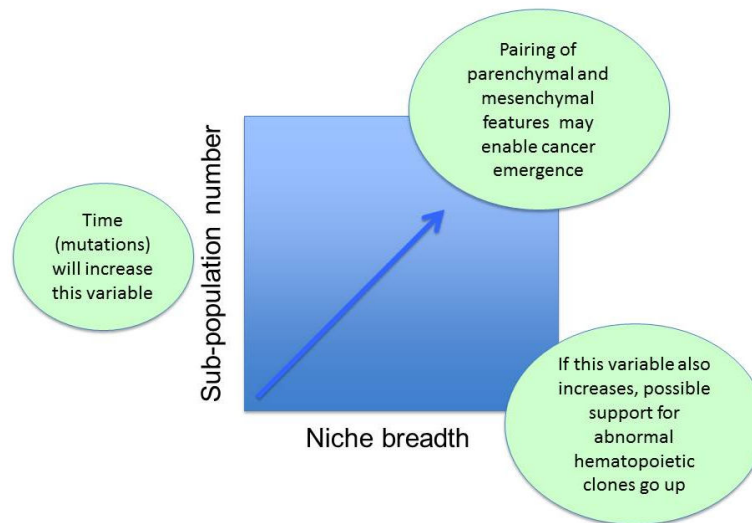 Pairing of
parenchymal and
mesenchymal
features may
enable cancer
emergence
Time
(mutations)
will increase
this variable
Sub-population number
If this variable also
increases, possible
support for
abnormal
hematopoietic
clones go up
Niche breadth